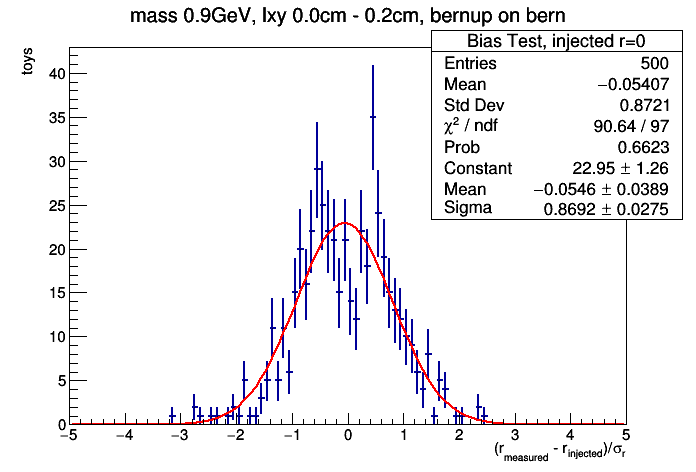 mass 0.9GeV, lxy 0.0cm - 0.2cm, bernup on bern
toys
Bias Test, injected r=0
Entries 500
Mean −0.05407
Std Dev 0.8721
χ² / ndf 90.64 / 97
Prob 0.6623
Constant 22.95 ± 1.26
Mean −0.0546 ± 0.0389
Sigma 0.8692 ± 0.0275
40
35
30
25
20
15
10
5
0
−5 −4 −3 −2 −1 0 1 2 3 4 5
(r_measured - r_injected)/σ_r